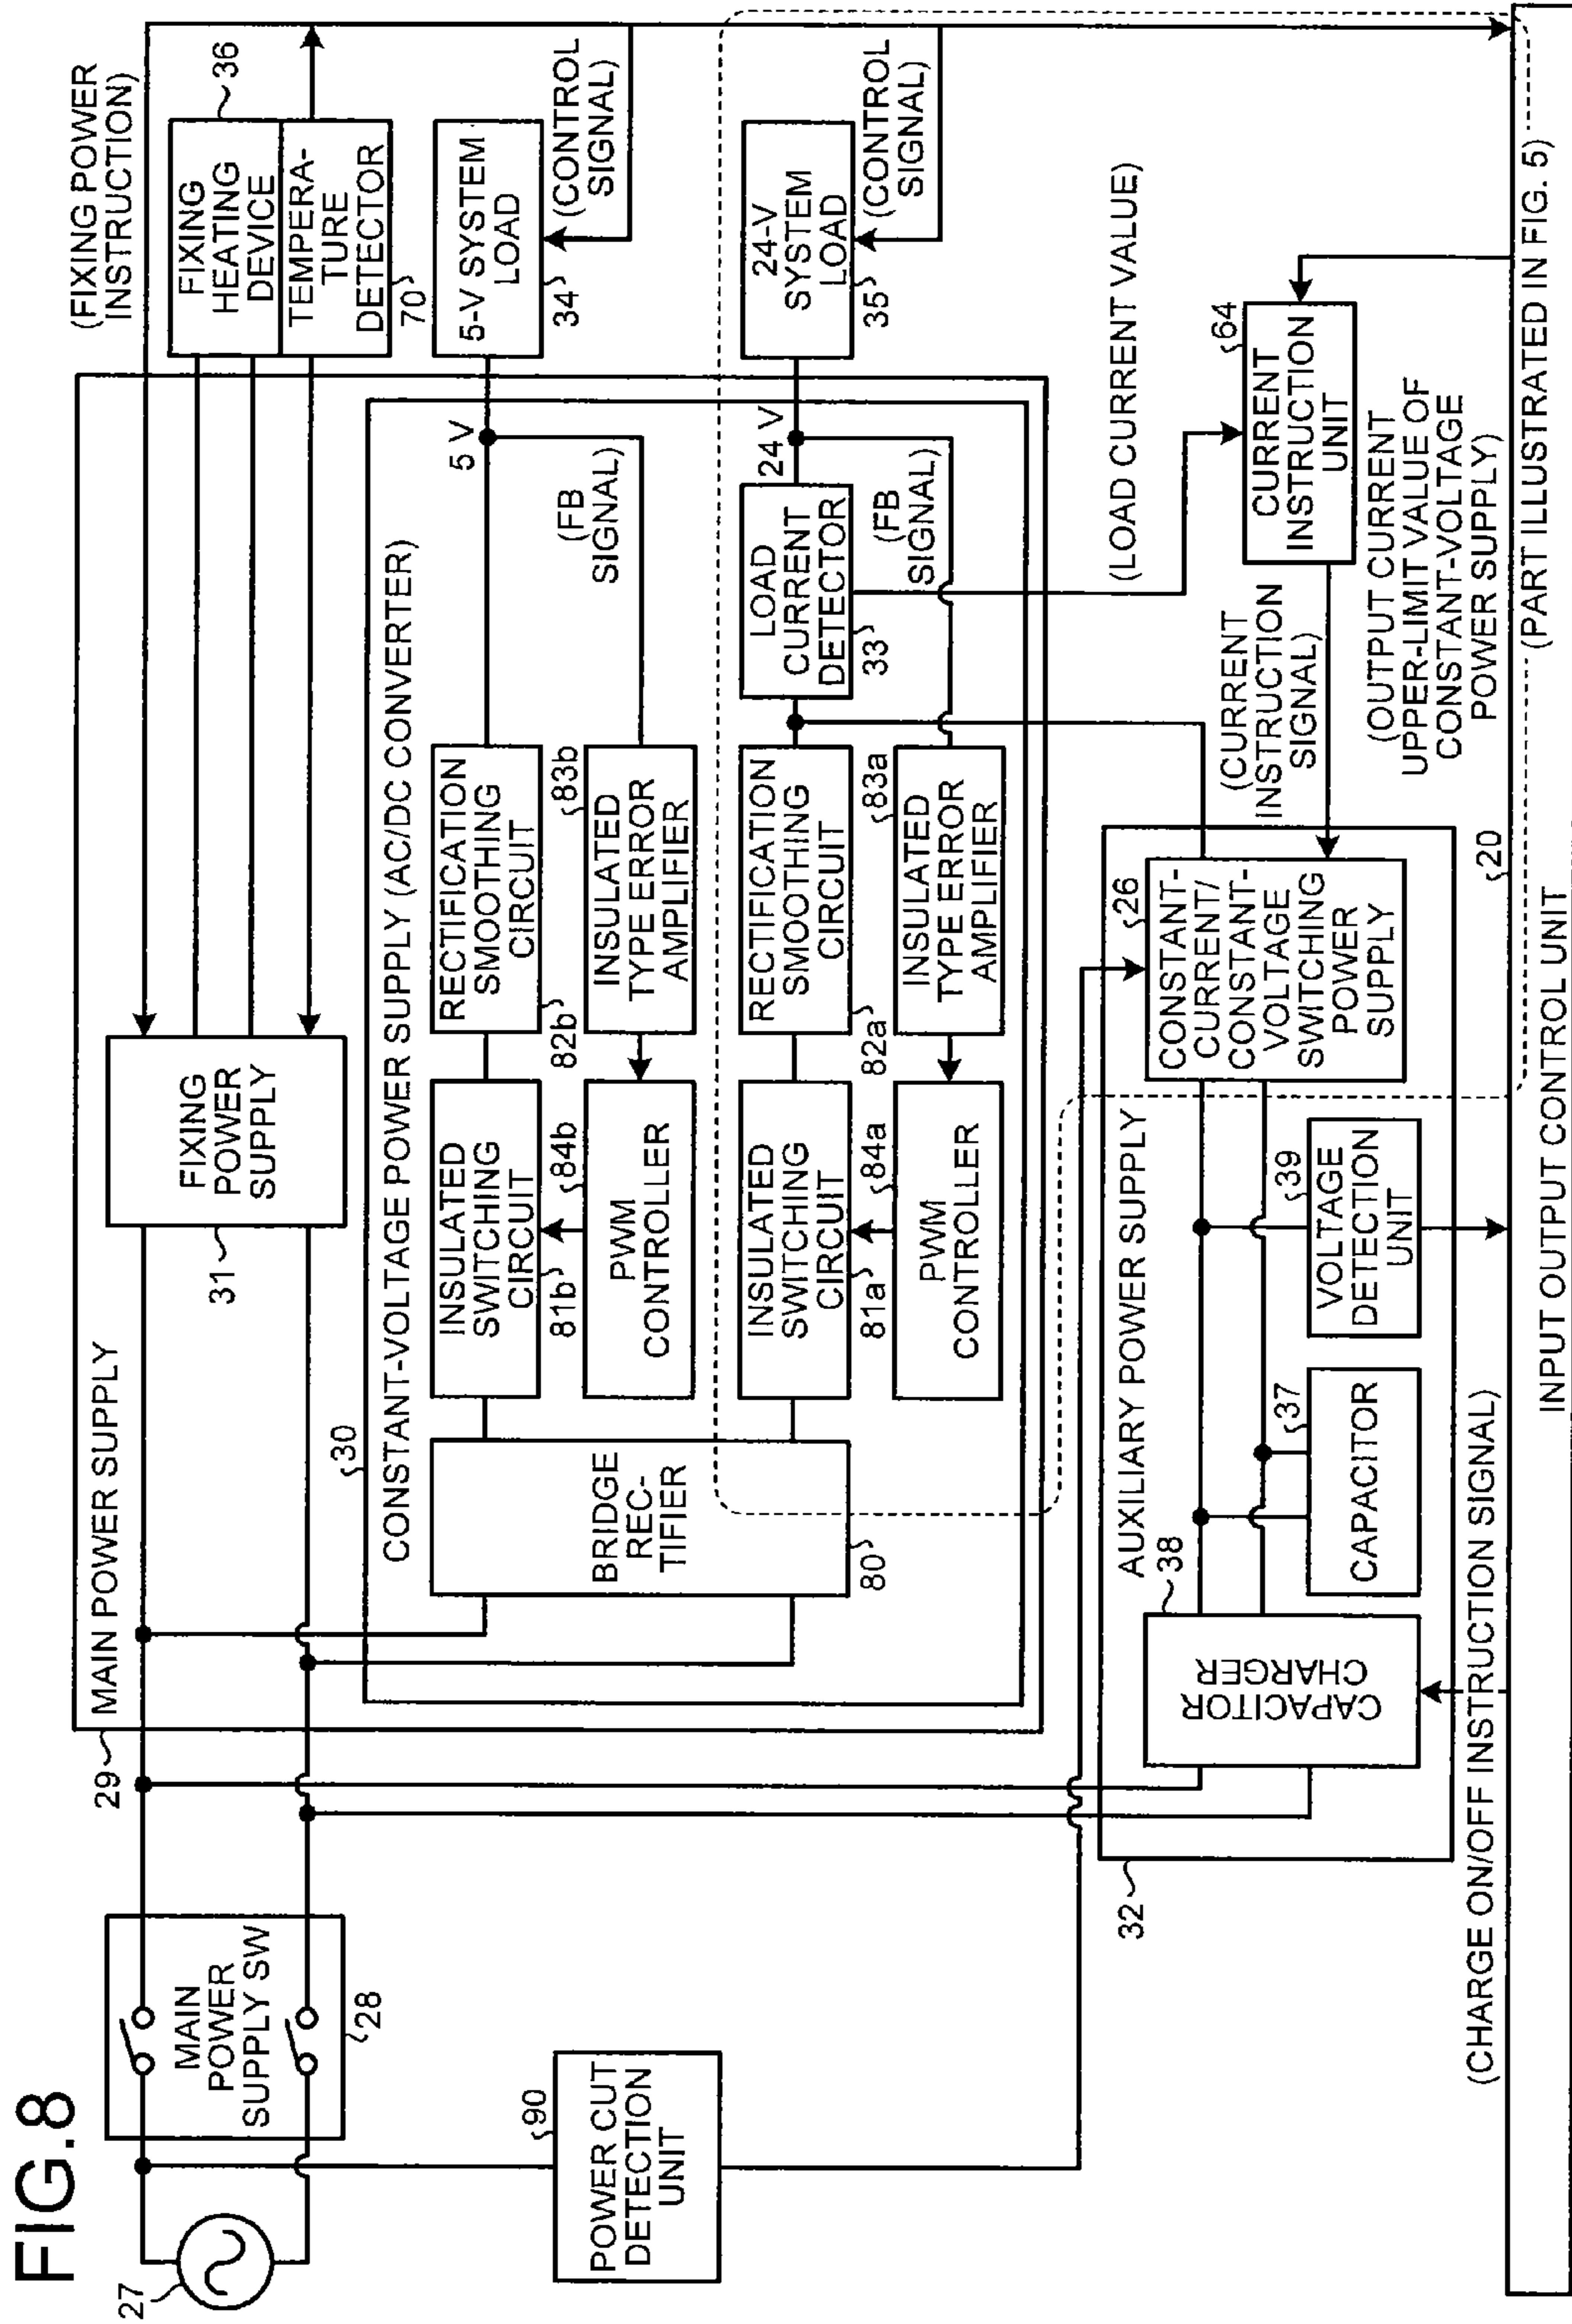 FIG.8
27
MAIN
POWER
SUPPLY SW
28
POWER CUT
DETECTION
UNIT
90
29
MAIN POWER SUPPLY
FIXING
POWER
SUPPLY
31
(FIXING POWER
INSTRUCTION)
FIXING
HEATING
DEVICE
36
TEMPERA-
TURE
DETECTOR
70
30
CONSTANT-VOLTAGE POWER SUPPLY (AC/DC CONVERTER)
BRIDGE
REC-
TIFIER
80
INSULATED
SWITCHING
CIRCUIT
81b
84b
PWM
CONTROLLER
RECTIFICATION
SMOOTHING
CIRCUIT
82b
83b
INSULATED
TYPE ERROR
AMPLIFIER
5 V
(FB
SIGNAL)
5-V SYSTEM
LOAD
34
(CONTROL
SIGNAL)
INSULATED
SWITCHING
CIRCUIT
81a
84a
PWM
CONTROLLER
RECTIFICATION
SMOOTHING
CIRCUIT
82a
83a
INSULATED
TYPE ERROR
AMPLIFIER
LOAD
CURRENT
DETECTOR
33
24 V
(FB
SIGNAL)
24-V
SYSTEM
LOAD
35
(CONTROL
SIGNAL)
(LOAD CURRENT VALUE)
32
AUXILIARY POWER SUPPLY
38
CAPACITOR
CHARGER
37
CAPACITOR
39
VOLTAGE
DETECTION
UNIT
26
CONSTANT-
CURRENT/
CONSTANT-
VOLTAGE
SWITCHING
POWER
SUPPLY
(CURRENT
INSTRUCTION
SIGNAL)
64
CURRENT
INSTRUCTION
UNIT
(OUTPUT CURRENT
UPPER-LIMIT VALUE OF
CONSTANT-VOLTAGE
POWER SUPPLY)
(CHARGE ON/OFF INSTRUCTION SIGNAL)
20
(PART ILLUSTRATED IN FIG. 5)
INPUT OUTPUT CONTROL UNIT